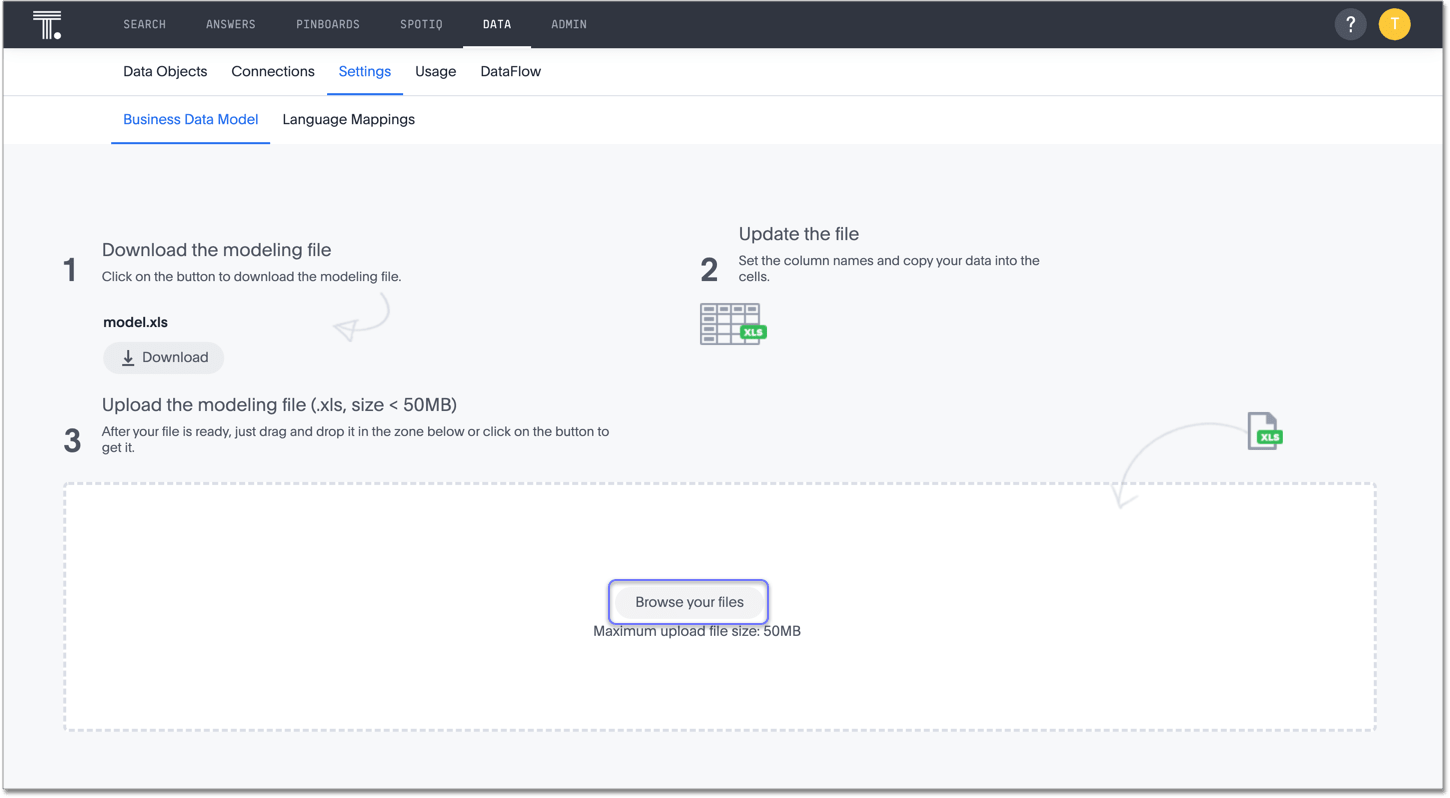 SEARCH ANSWERS PINBOARDS SPOTIQ DATA ADMIN ? T
Data Objects Connections Settings Usage DataFlow
Business Data Model Language Mappings
1 Download the modeling file
Click on the button to download the modeling file.
model.xls
Download
2 Update the file
Set the column names and copy your data into the
cells.
XLS
3 Upload the modeling file (.xls, size < 50MB)
After your file is ready, just drag and drop it in the zone below or click on the button to
get it.
XLS
Browse your files
Maximum upload file size: 50MB